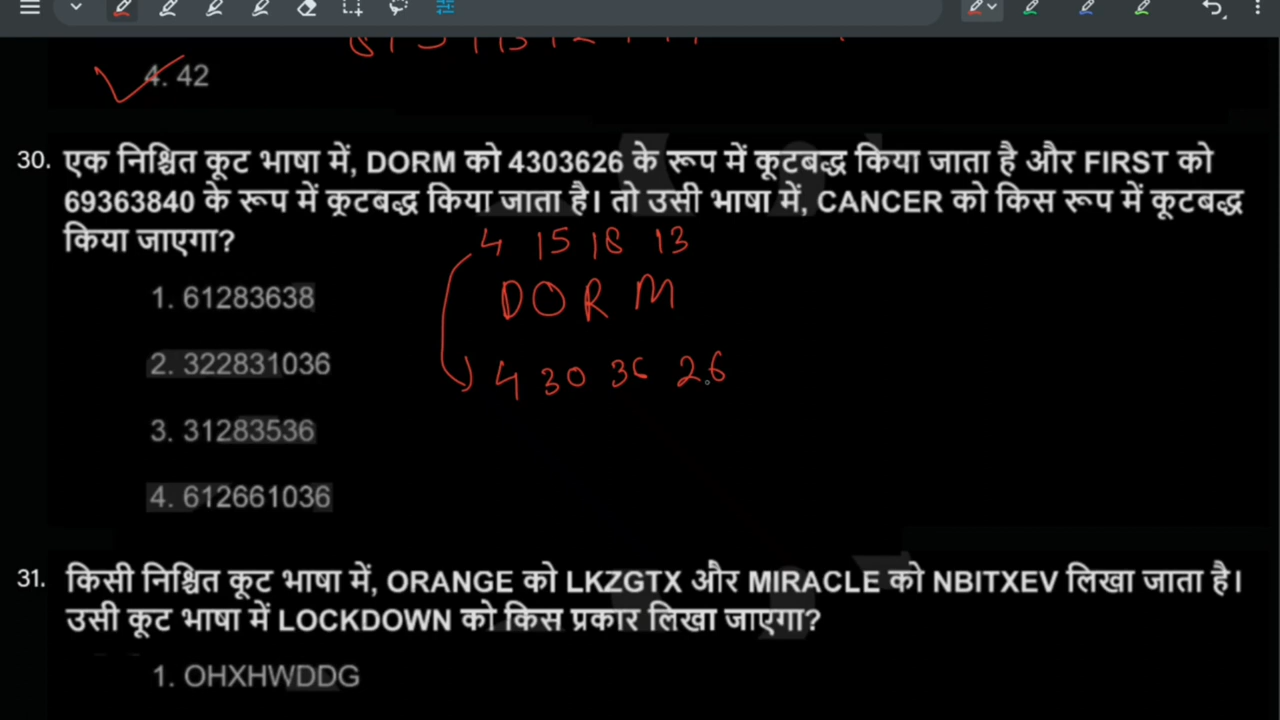 4. 42
30. एक निश्चित कूट भाषा में, DORM को 4303626 के रूप में कूटबद्ध किया जाता है और FIRST को
69363840 के रूप में कूटबद्ध किया जाता है। तो उसी भाषा में, CANCER को किस रूप में कूटबद्ध
किया जाएगा?
4 15 18 13
1. 61283638
D O R M
2. 322831036
4 30 36 26
3. 31283536
4. 612661036
31. किसी निश्चित कूट भाषा में, ORANGE को LKZGTX और MIRACLE को NBITXEV लिखा जाता है।
उसी कूट भाषा में LOCKDOWN को किस प्रकार लिखा जाएगा?
1. OHXHWDDG